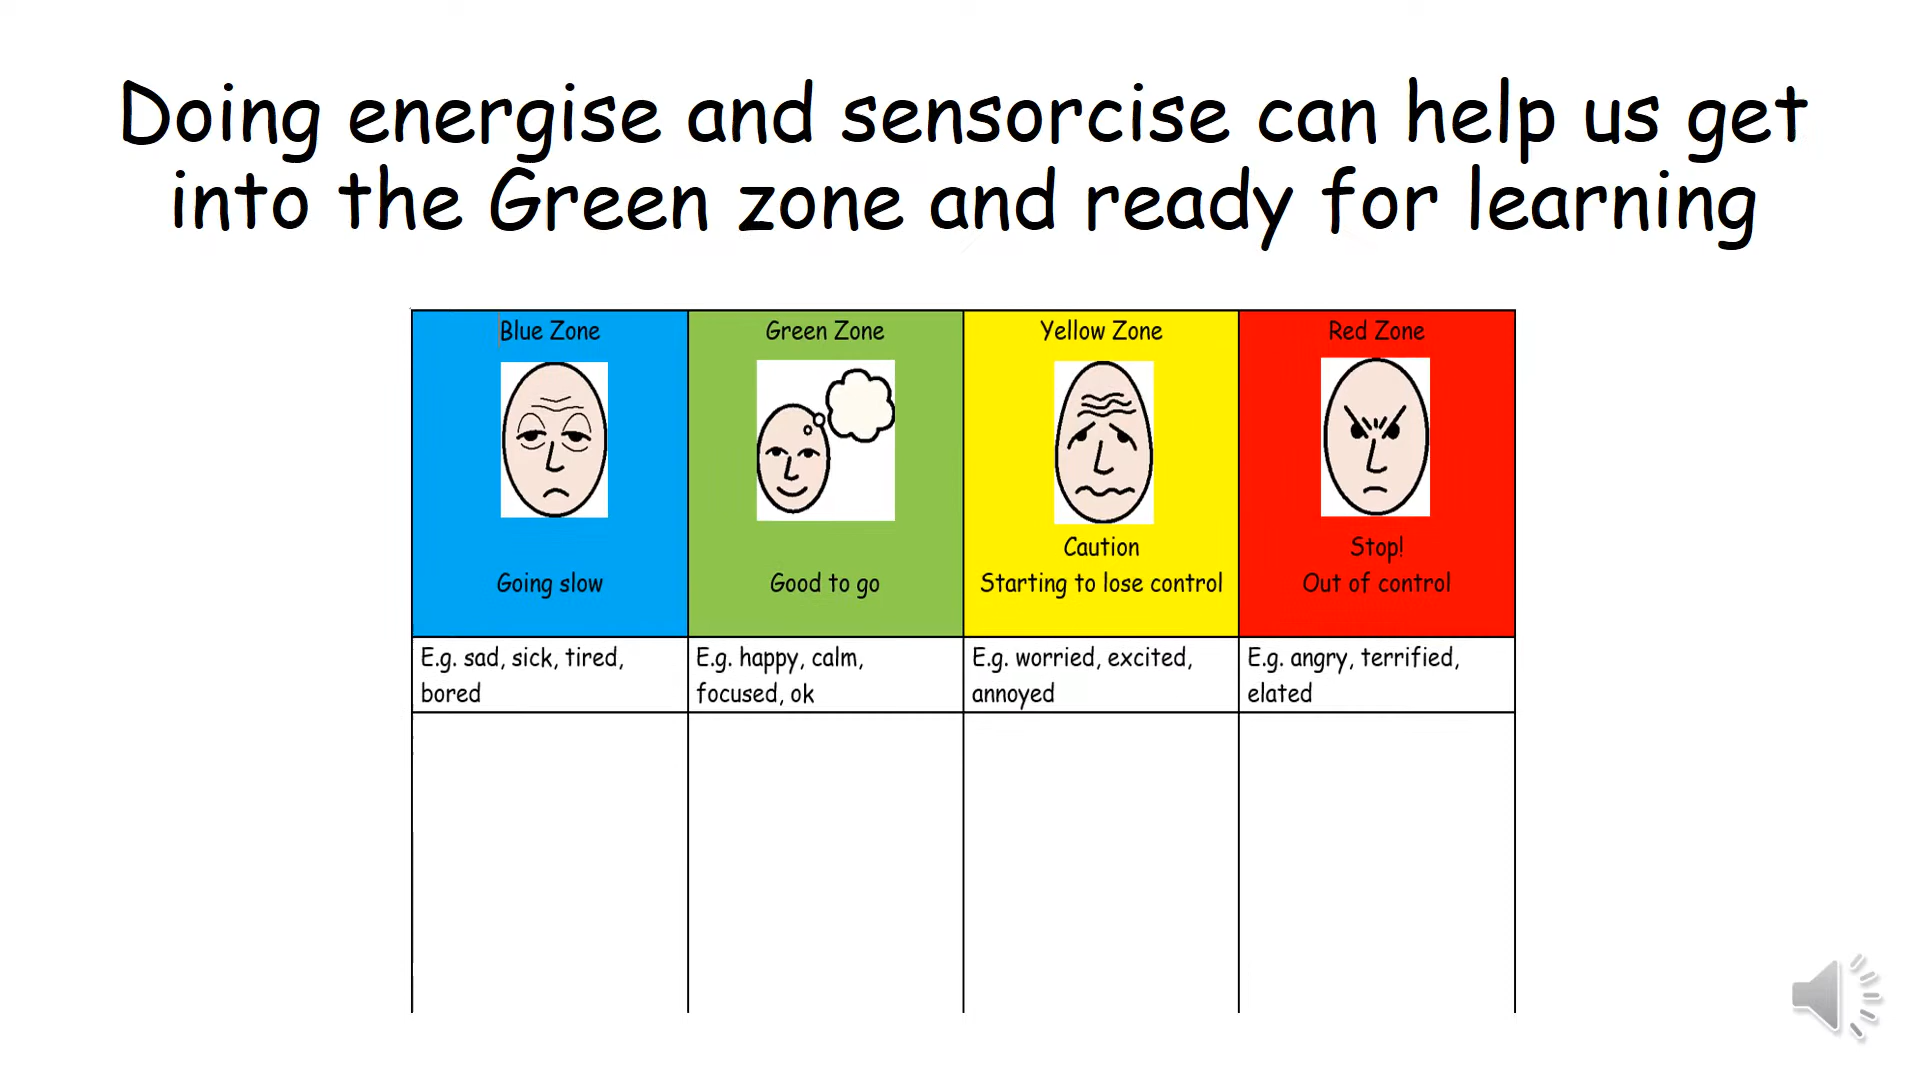 Doing energise and sensorcise can help us get
into the Green zone and ready for learning
Blue Zone
Going slow
E.g. sad, sick, tired,
bored
Green Zone
Good to go
E.g. happy, calm,
focused, ok
Yellow Zone
Caution
Starting to lose control
E.g. worried, excited,
annoyed
Red Zone
Stop!
Out of control
E.g. angry, terrified,
elated